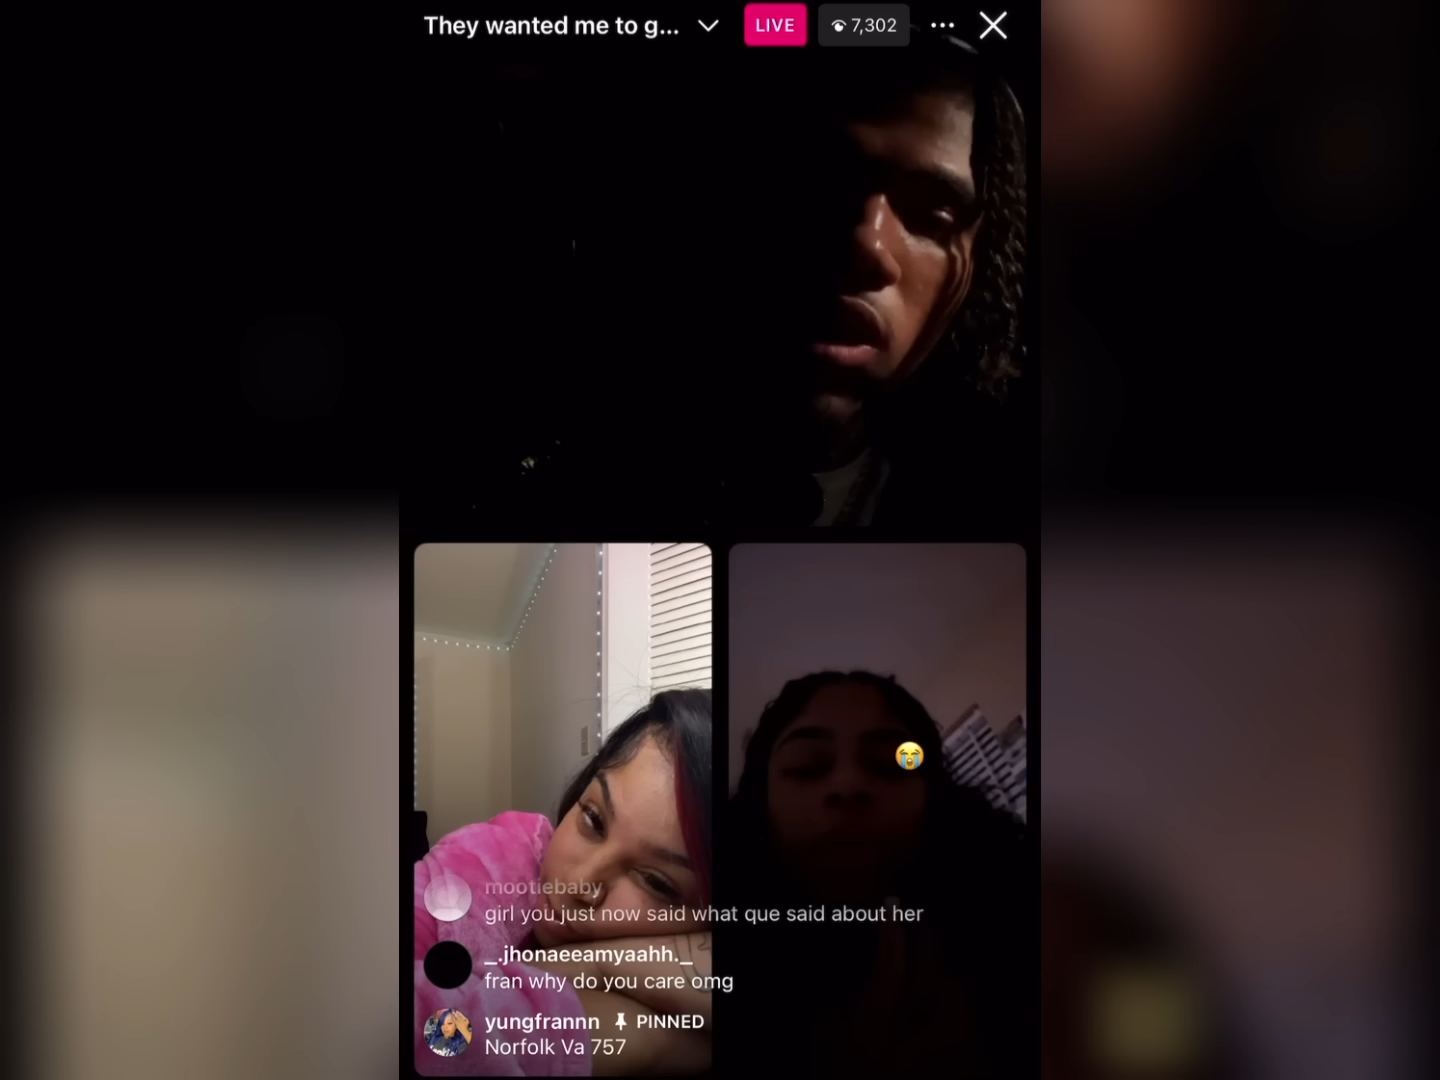 They wanted me to g...
LIVE
7,302
mootiebaby
girl you just now said what que said about her
_.jhonaeeamyaahh._
fran why do you care omg
yungfrannn PINNED
Norfolk Va 757